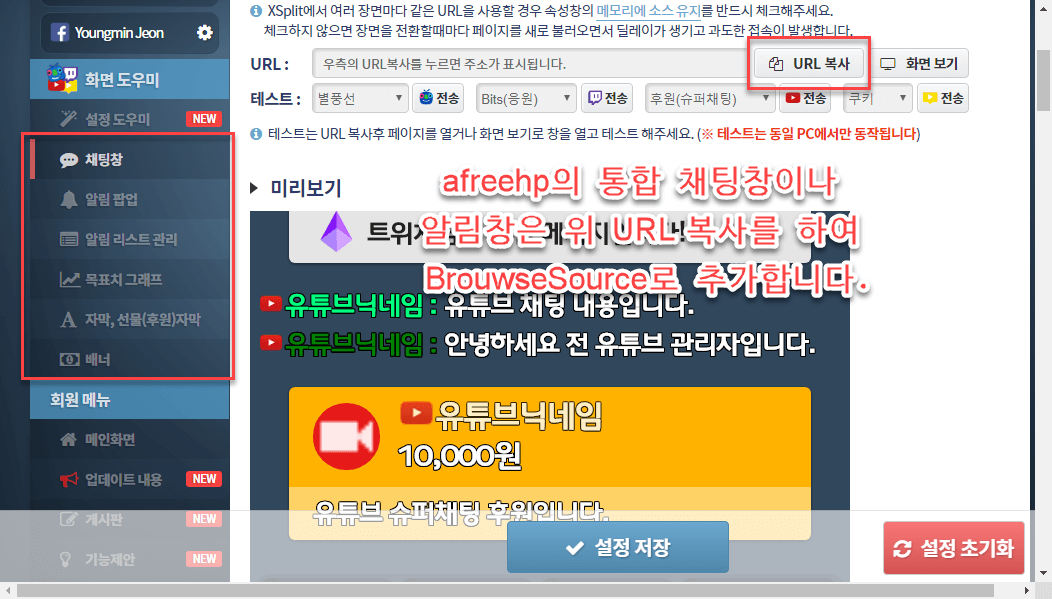 XSplit에서 여러 장면마다 같은 URL을 사용할 경우 속성창의 메모리에 소스 유지를 반드시 체크해주세요.
체크하지 않으면 장면을 전환할때마다 페이지를 새로 불러오면서 딜레이가 생기고 과도한 접속이 발생합니다.
URL :
우측의 URL복사를 누르면 주소가 표시됩니다.
URL 복사
화면 보기
테스트 :
별풍선
전송
Bits(응원)
전송
후원(슈퍼채팅)
전송
쿠키
전송
테스트는 URL 복사후 페이지를 열거나 화면 보기로 창을 열고 테스트 해주세요. (※ 테스트는 동일 PC에서만 동작됩니다)
미리보기
afreehp의 통합 채팅창이나
알림창은 위 URL 복사를 하여
BrouwseSource로 추가합니다.
유튜브닉네임 : 유튜브 채팅 내용입니다.
유튜브닉네임 : 안녕하세요 전 유튜브 관리자입니다.
유튜브닉네임
10,000원
유튜브 슈퍼채팅 후원입니다.
설정 저장
설정 초기화
Youngmin Jeon
화면 도우미
설정 도우미 NEW
채팅창
알림 팝업
알림 리스트 관리
목표치 그래프
자막, 선물(후원)자막
배너
회원 메뉴
메인화면
업데이트 내용 NEW
게시판 NEW
기능제안 NEW